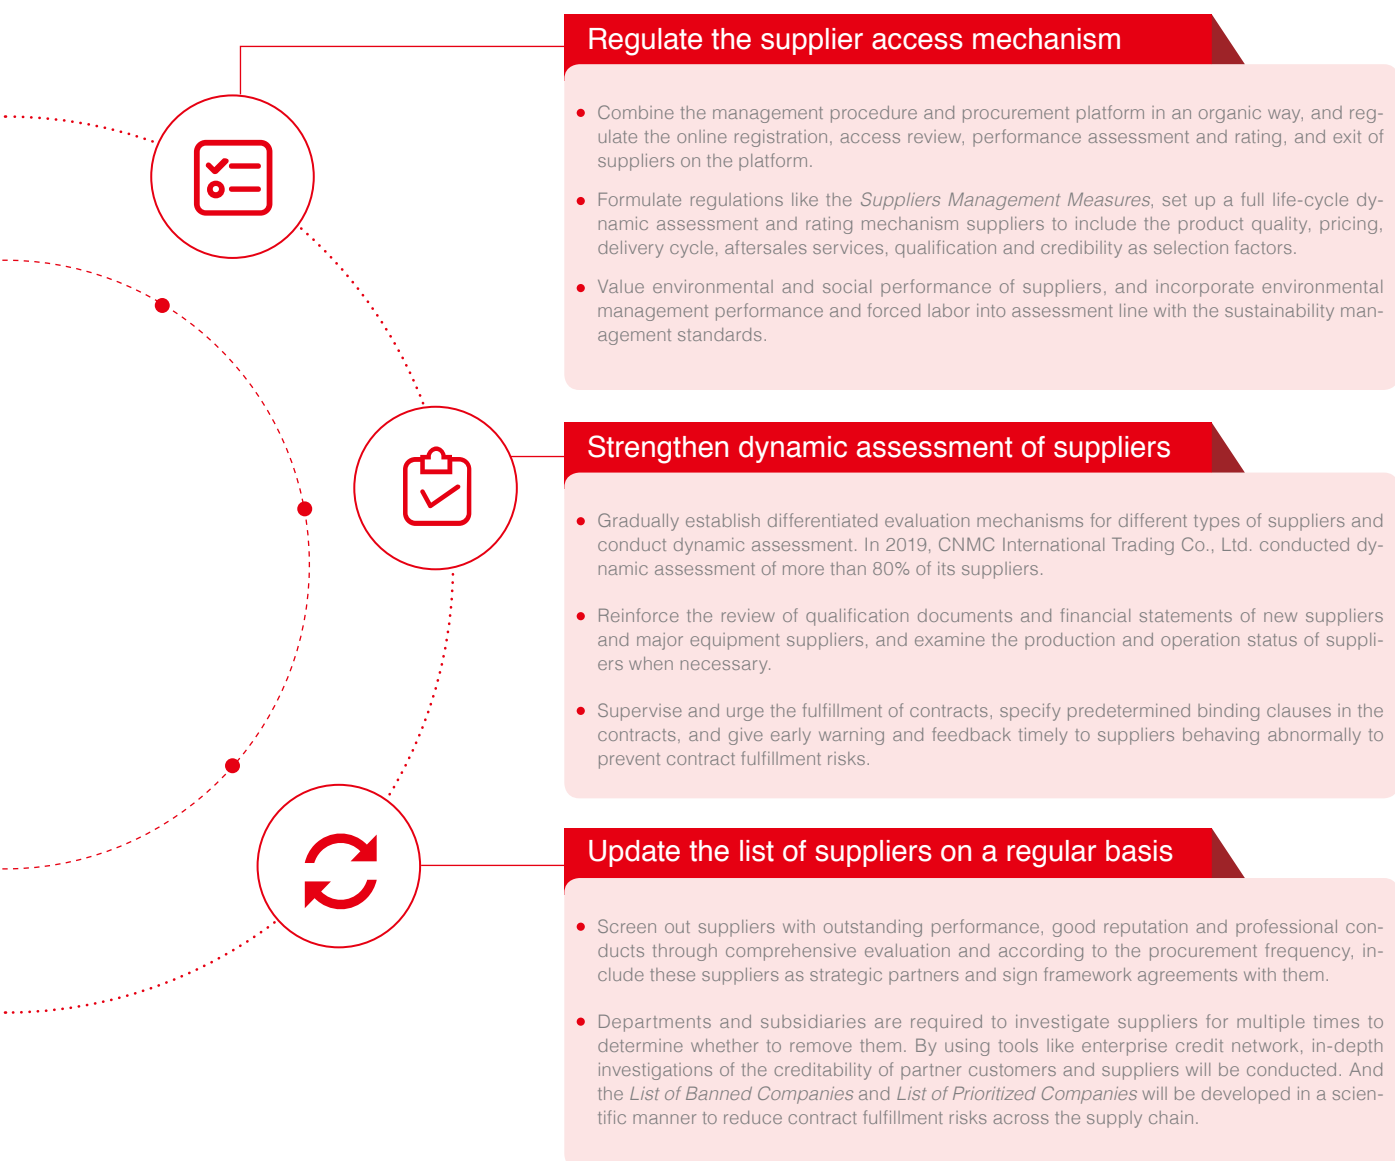 Regulate the supplier access mechanism
● Combine the management procedure and procurement platform in an organic way, and reg-
ulate the online registration, access review, performance assessment and rating, and exit of
suppliers on the platform.
● Formulate regulations like the Suppliers Management Measures, set up a full life-cycle dy-
namic assessment and rating mechanism suppliers to include the product quality, pricing,
delivery cycle, aftersales services, qualification and credibility as selection factors.
● Value environmental and social performance of suppliers, and incorporate environmental
management performance and forced labor into assessment line with the sustainability man-
agement standards.
Strengthen dynamic assessment of suppliers
● Gradually establish differentiated evaluation mechanisms for different types of suppliers and
conduct dynamic assessment. In 2019, CNMC International Trading Co., Ltd. conducted dy-
namic assessment of more than 80% of its suppliers.
● Reinforce the review of qualification documents and financial statements of new suppliers
and major equipment suppliers, and examine the production and operation status of suppli-
ers when necessary.
● Supervise and urge the fulfillment of contracts, specify predetermined binding clauses in the
contracts, and give early warning and feedback timely to suppliers behaving abnormally to
prevent contract fulfillment risks.
Update the list of suppliers on a regular basis
● Screen out suppliers with outstanding performance, good reputation and professional con-
ducts through comprehensive evaluation and according to the procurement frequency, in-
clude these suppliers as strategic partners and sign framework agreements with them.
● Departments and subsidiaries are required to investigate suppliers for multiple times to
determine whether to remove them. By using tools like enterprise credit network, in-depth
investigations of the creditability of partner customers and suppliers will be conducted. And
the List of Banned Companies and List of Prioritized Companies will be developed in a scien-
tific manner to reduce contract fulfillment risks across the supply chain.